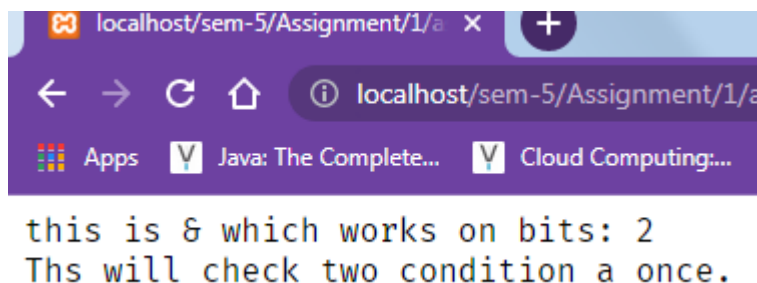 localhost/sem-5/Assignment/1/a
localhost/sem-5/Assignment/1/a
Apps Java: The Complete... Cloud Computing:...
this is & which works on bits: 2
Ths will check two condition a once.